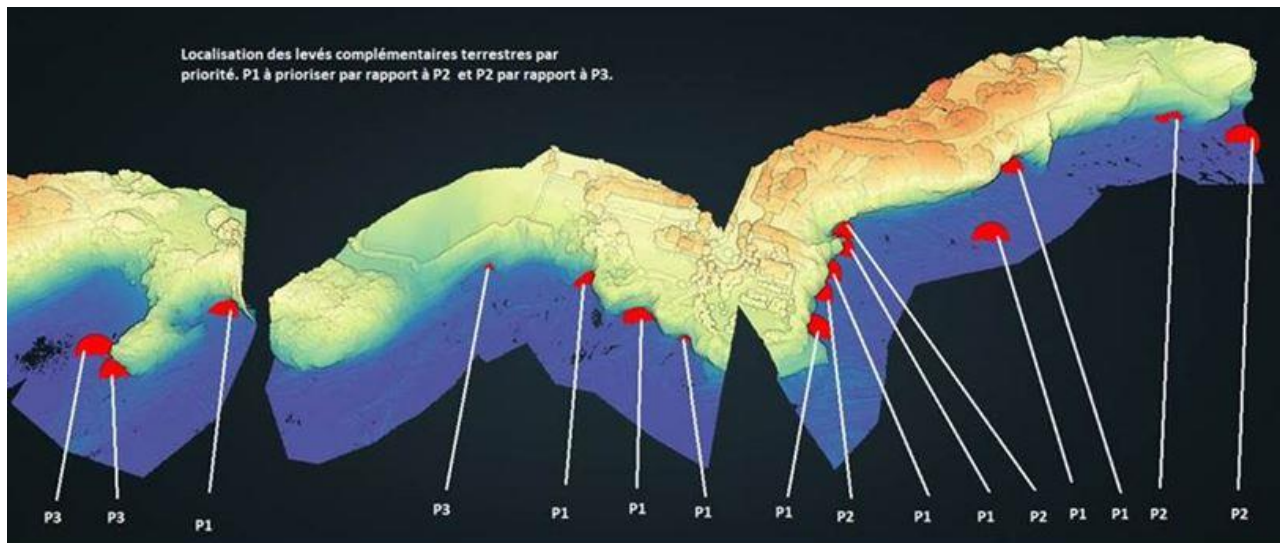 Localisation des levés complémentaires terrestres par
priorité. P1 à prioriser par rapport à P2 et P2 par rapport à P3.
P3
P3
P1
P3
P1
P1
P1
P1
P2
P1
P1
P2
P1
P1
P2
P2